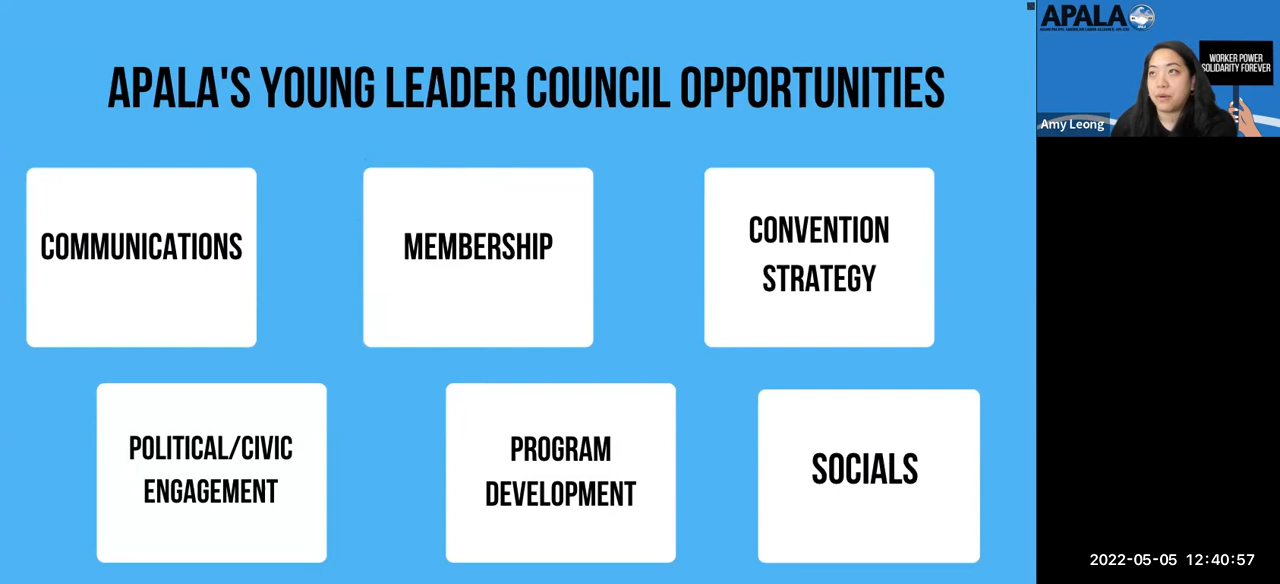 APALA'S YOUNG LEADER COUNCIL OPPORTUNITIES
COMMUNICATIONS
MEMBERSHIP
CONVENTION
STRATEGY
POLITICAL/CIVIC
ENGAGEMENT
PROGRAM
DEVELOPMENT
SOCIALS
APALA
WORKER POWER
SOLIDARITY FOREVER
Amy Leong
2022-05-05 12:40:57